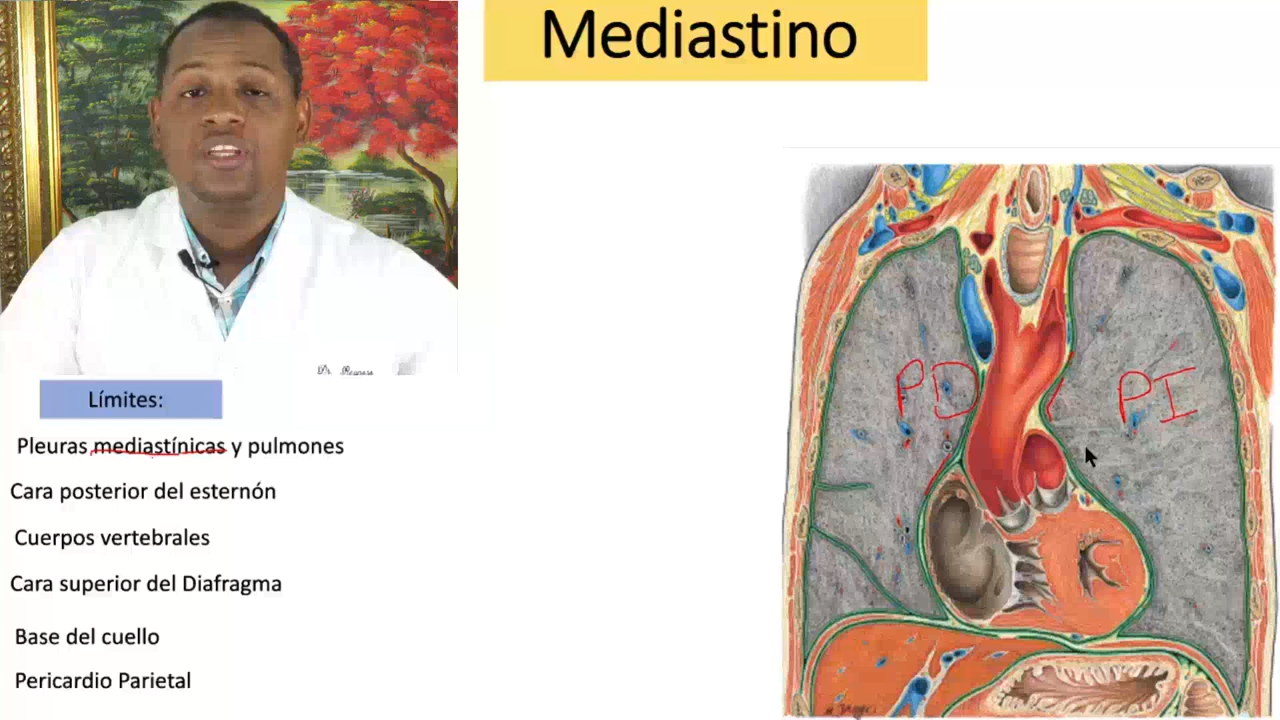 Mediastino
PD
PI
Límites:
Pleuras mediastínicas y pulmones
Cara posterior del esternón
Cuerpos vertebrales
Cara superior del Diafragma
Base del cuello
Pericardio Parietal